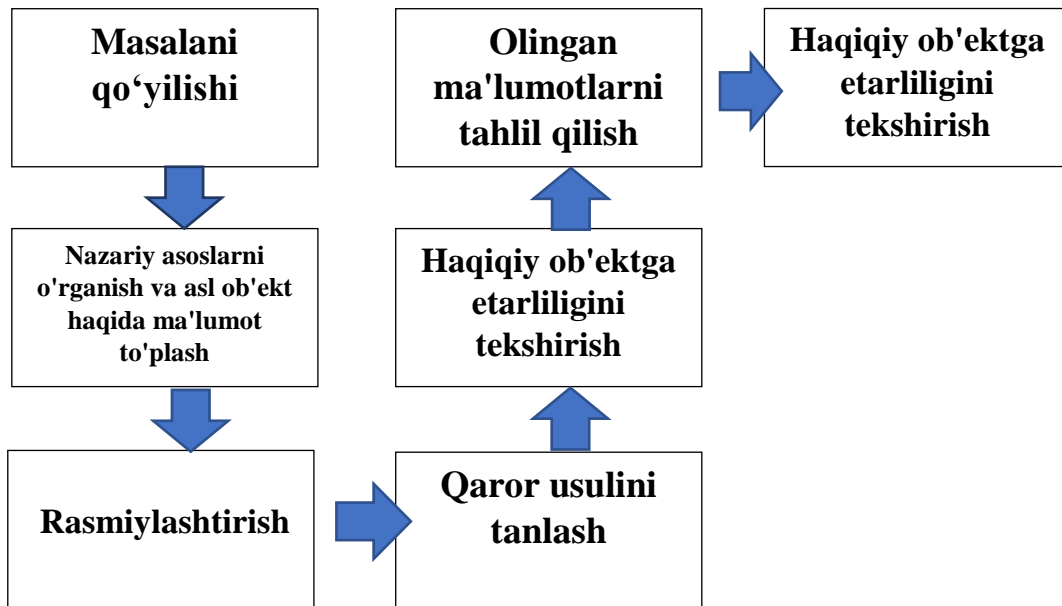 Masalani
qo‘yilishi
Nazariy asoslarni
o'rganish va asl ob'ekt
haqida ma'lumot
to'plash
Rasmiylashtirish
Qaror usulini
tanlash
Haqiqiy ob'ektga
etarliligini
tekshirish
Olingan
ma'lumotlarni
tahlil qilish
Haqiqiy ob'ektga
etarliligini
tekshirish